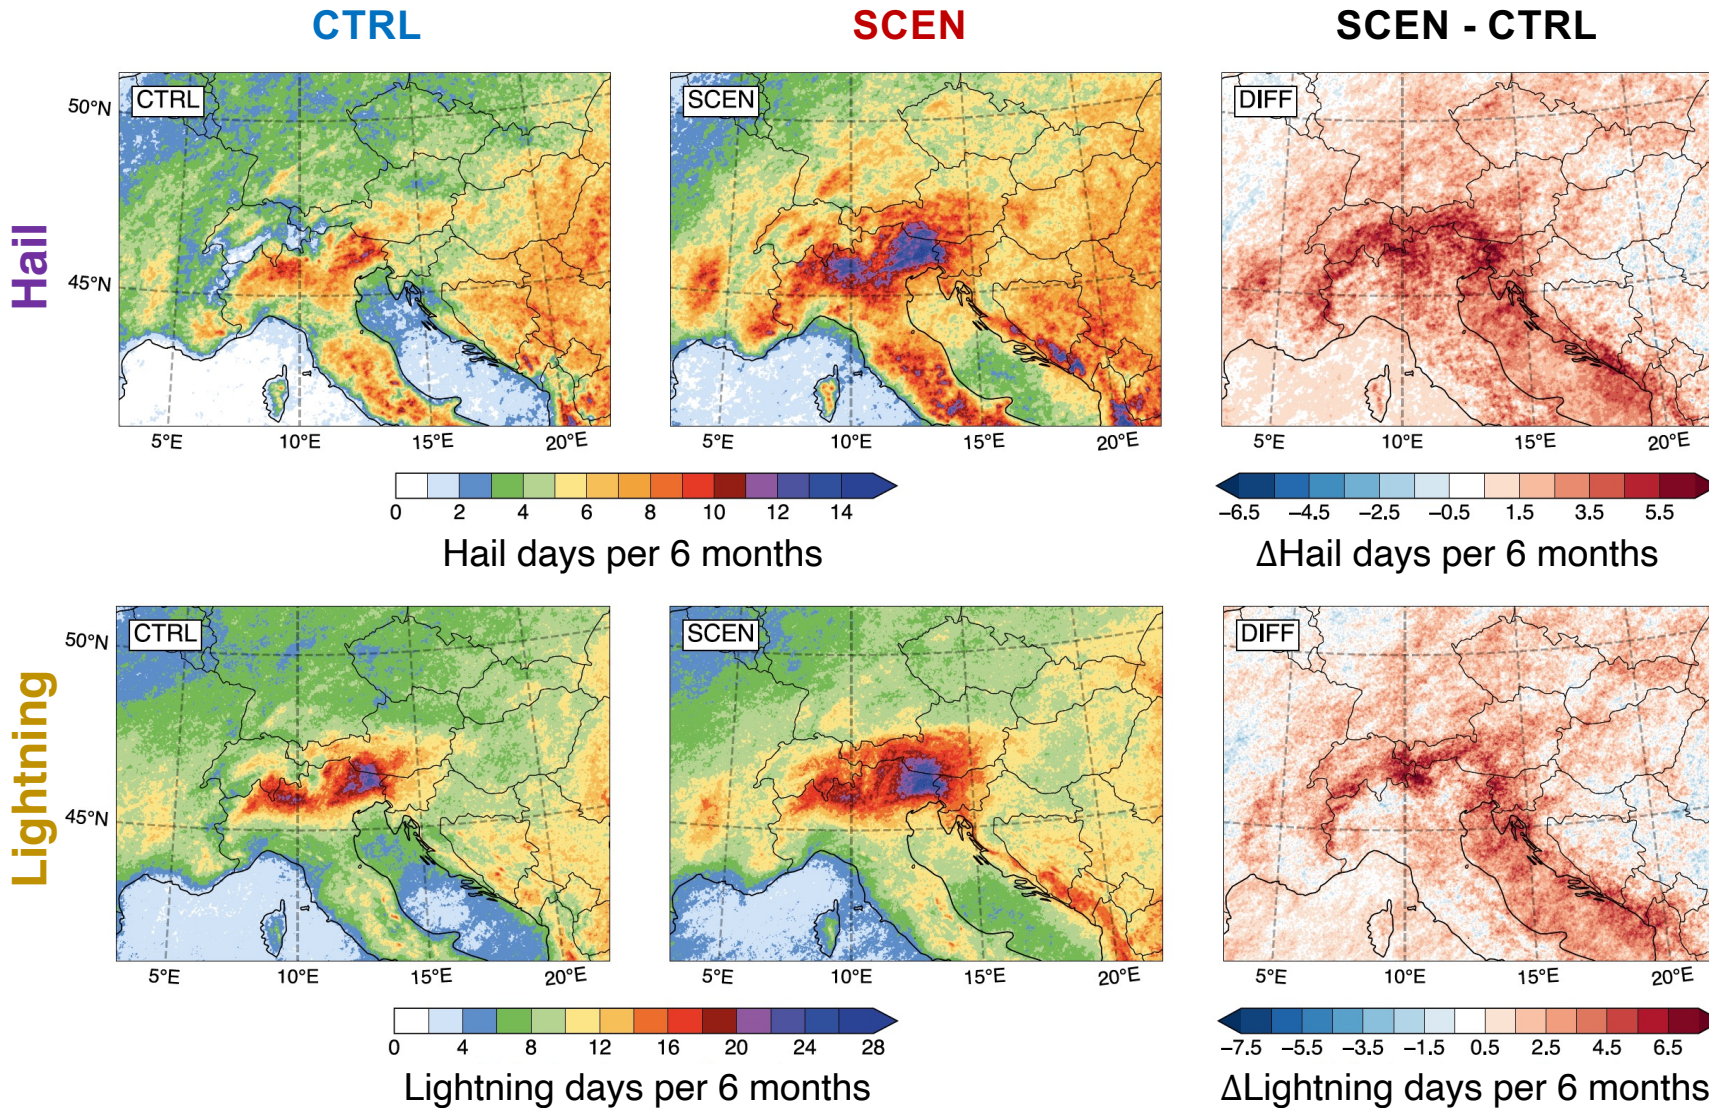 CTRL
SCEN
SCEN - CTRL
Hail
CTRL
SCEN
DIFF
50°N
45°N
5°E 10°E 15°E 20°E
5°E 10°E 15°E 20°E
5°E 10°E 15°E 20°E
0 2 4 6 8 10 12 14
Hail days per 6 months
−6.5 −4.5 −2.5 −0.5 1.5 3.5 5.5
ΔHail days per 6 months
Lightning
CTRL
SCEN
DIFF
50°N
45°N
5°E 10°E 15°E 20°E
5°E 10°E 15°E 20°E
5°E 10°E 15°E 20°E
0 4 8 12 16 20 24 28
Lightning days per 6 months
−7.5 −5.5 −3.5 −1.5 0.5 2.5 4.5 6.5
ΔLightning days per 6 months